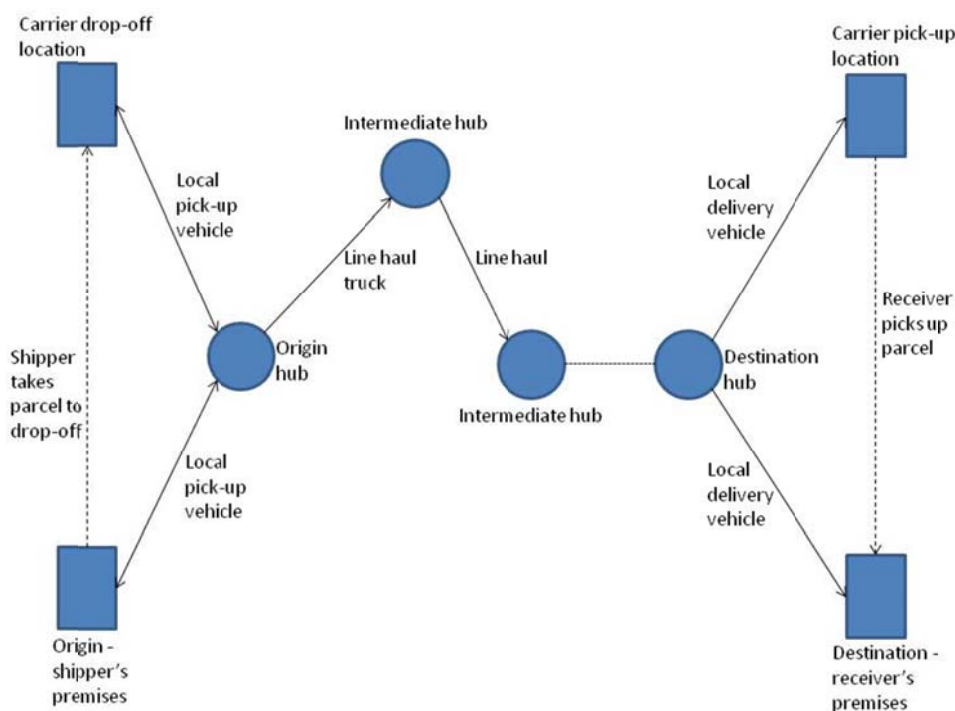 Carrier drop-off
location
Carrier pick-up
location
Intermediate hub
Local
pick-up
vehicle
Local
delivery
vehicle
Line haul
truck
Line haul
Receiver
picks up
parcel
Origin
hub
Shipper
takes
parcel to
drop-off
Destination
hub
Intermediate hub
Local
pick-up
vehicle
Local
delivery
vehicle
Origin -
shipper's
premises
Destination -
receiver's
premises